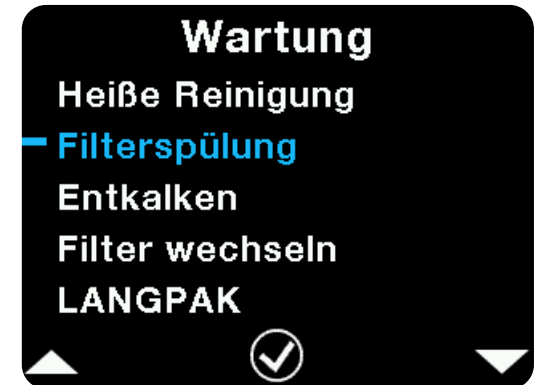 Wartung
Heiße Reinigung
Filterspülung
Entkalken
Filter wechseln
LANGPAK